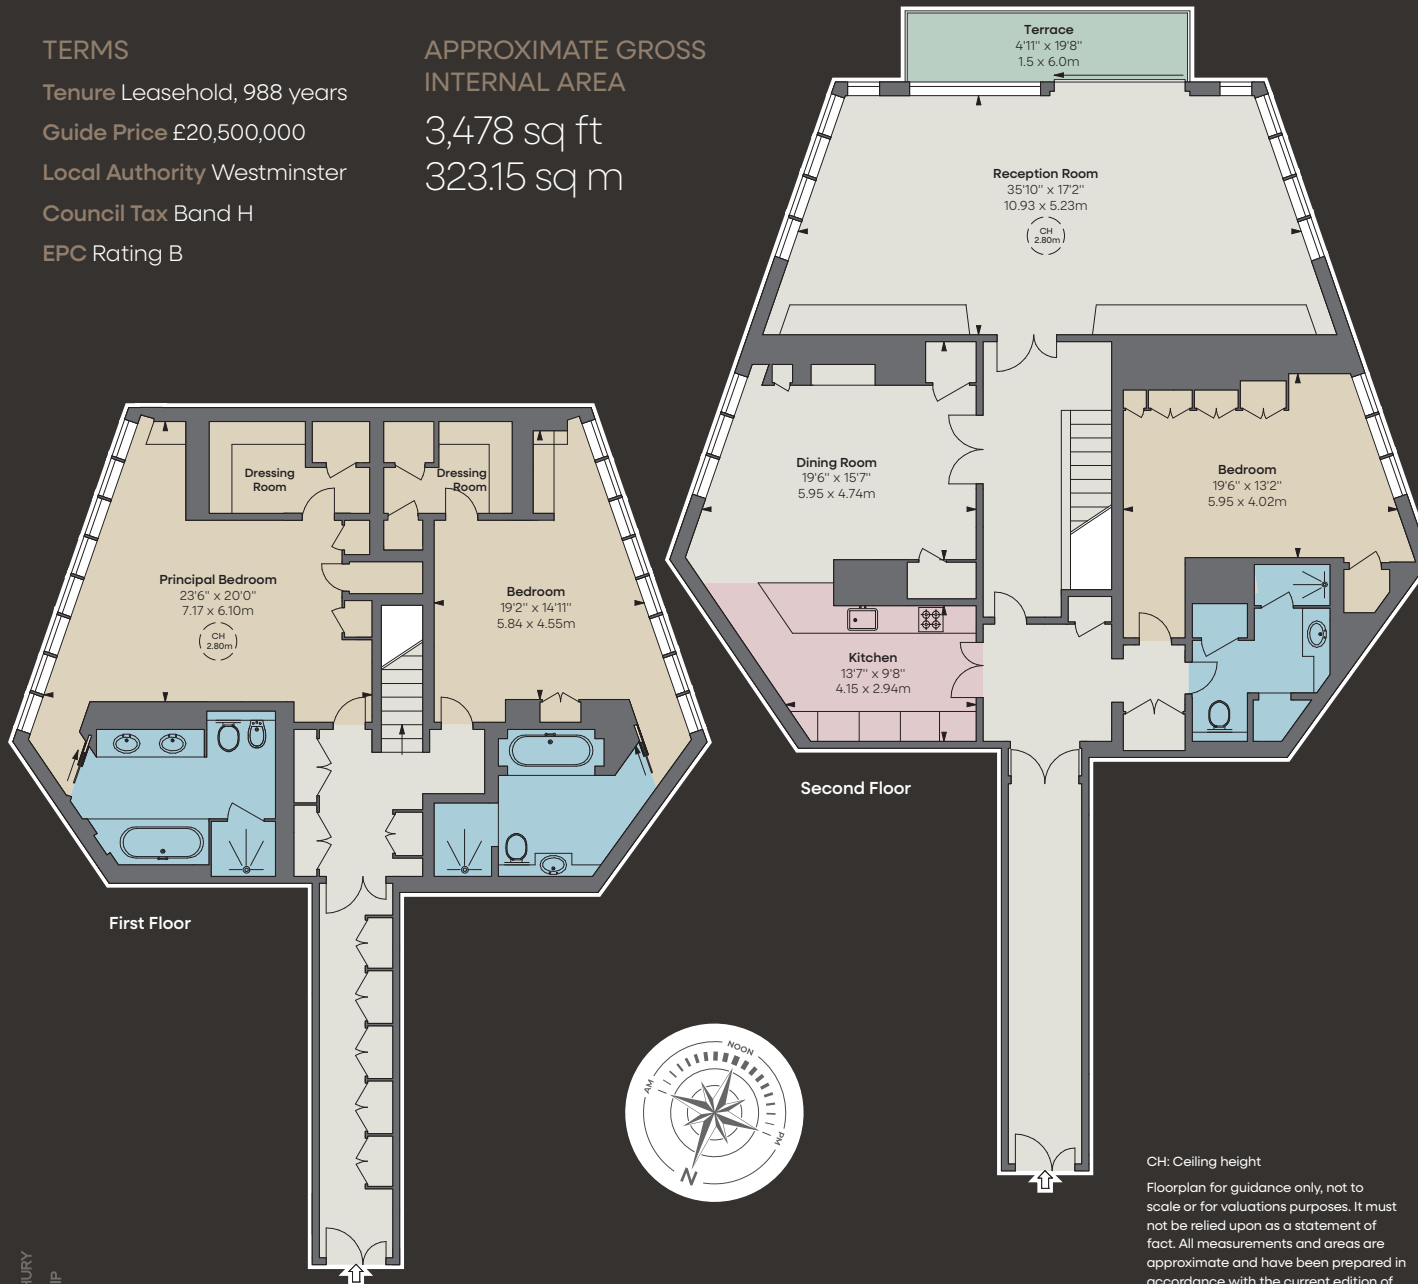 TERMS
Tenure Leasehold, 988 years
Guide Price £20,500,000
Local Authority Westminster
Council Tax Band H
EPC Rating B
APPROXIMATE GROSS
INTERNAL AREA
3,478 sq ft
323.15 sq m
Terrace
4'11" x 19'8"
1.5 x 6.0m
Reception Room
35'10" x 17'2"
10.93 x 5.23m
CH
2.80m
Dining Room
19'6" x 15'7"
5.95 x 4.74m
Bedroom
19'6" x 13'2"
5.95 x 4.02m
Kitchen
13'7" x 9'8"
4.15 x 2.94m
Second Floor
Dressing
Room
Dressing
Room
Principal Bedroom
23'6" x 20'0"
7.17 x 6.10m
CH
2.80m
Bedroom
19'2" x 14'11"
5.84 x 4.55m
First Floor
NOON
AM
PM
N
CH: Ceiling height
Floorplan for guidance only, not to
scale or for valuations purposes. It must
not be relied upon as a statement of
fact. All measurements and areas are
approximate and have been prepared in
accordance with the current edition of